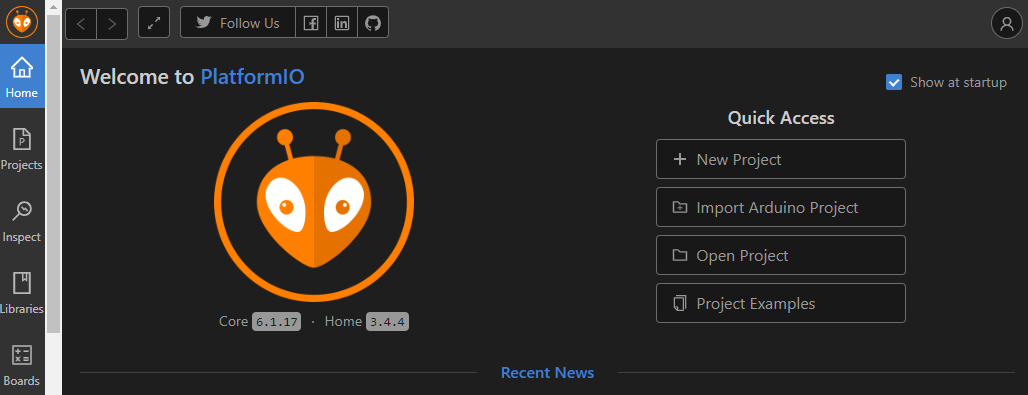 Follow Us
Home
Projects
Inspect
Libraries
Boards
Welcome to PlatformIO
Show at startup
Core 6.1.17 · Home 3.4.4
Quick Access
New Project
Import Arduino Project
Open Project
Project Examples
Recent News